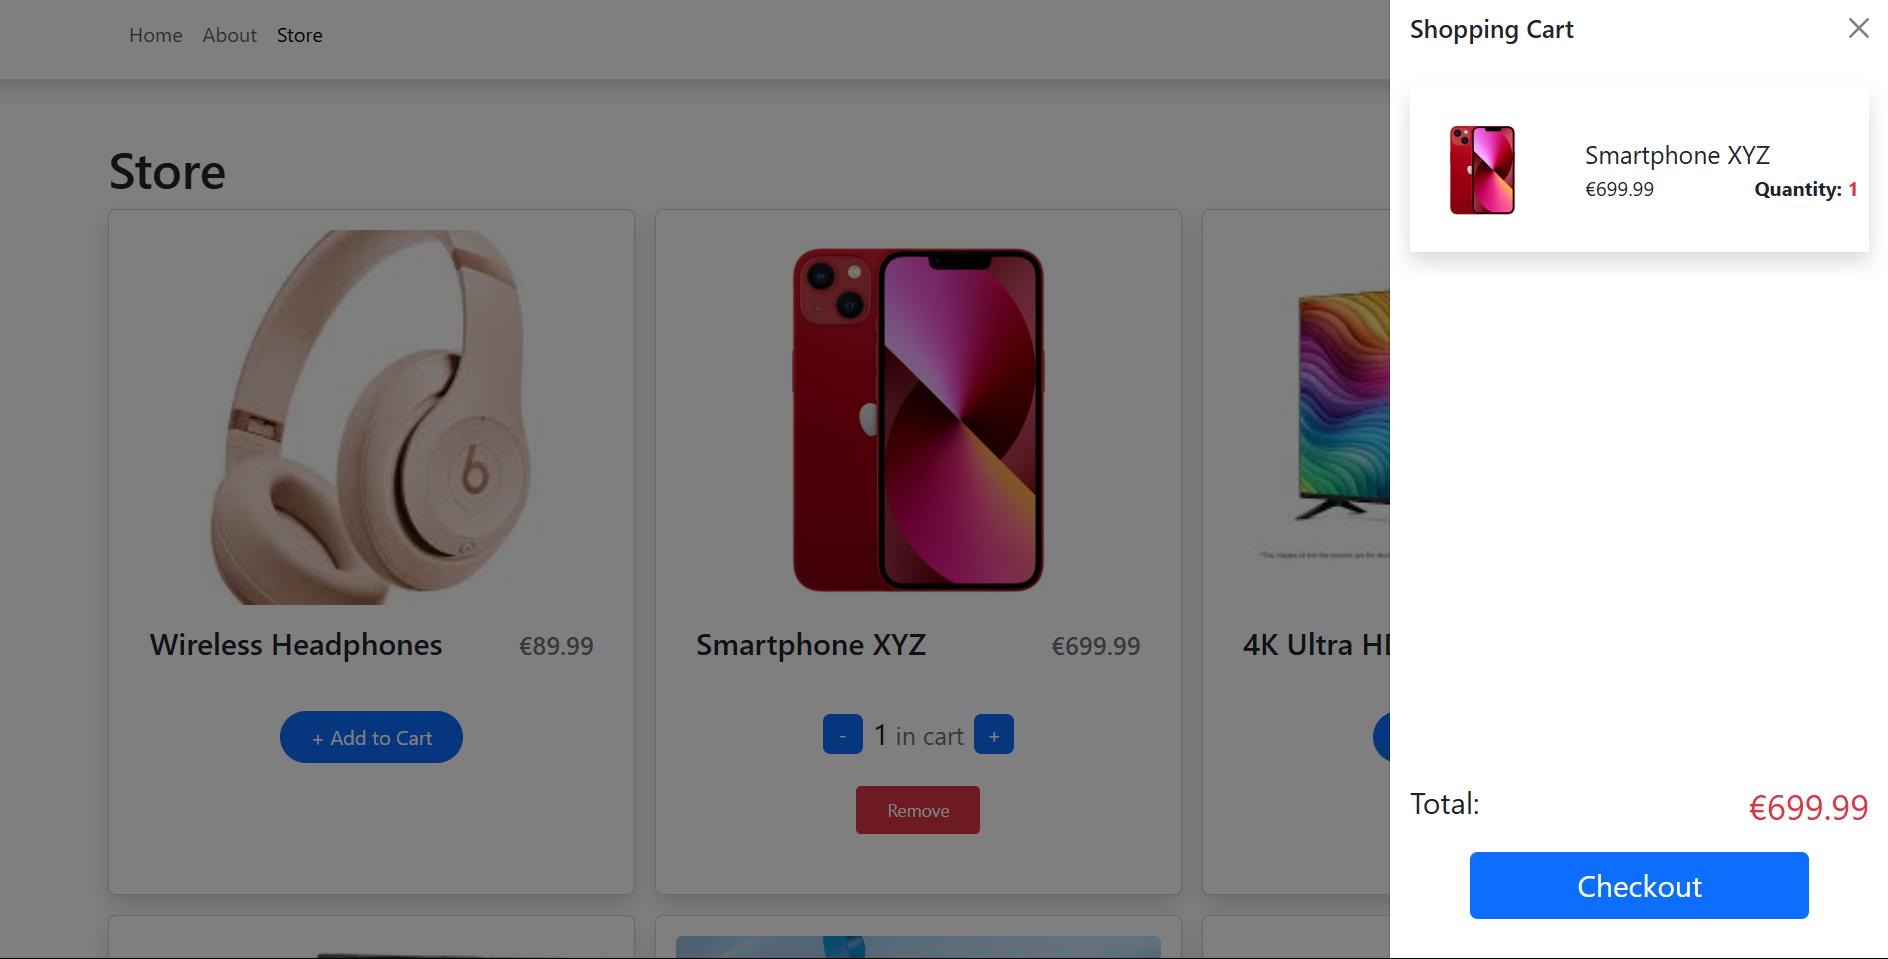 Home About Store
Store
Wireless Headphones €89.99
+ Add to Cart
Smartphone XYZ €699.99
- 1 in cart +
Remove
4K Ultra
Shopping Cart
Smartphone XYZ
€699.99 Quantity: 1
Total: €699.99
Checkout